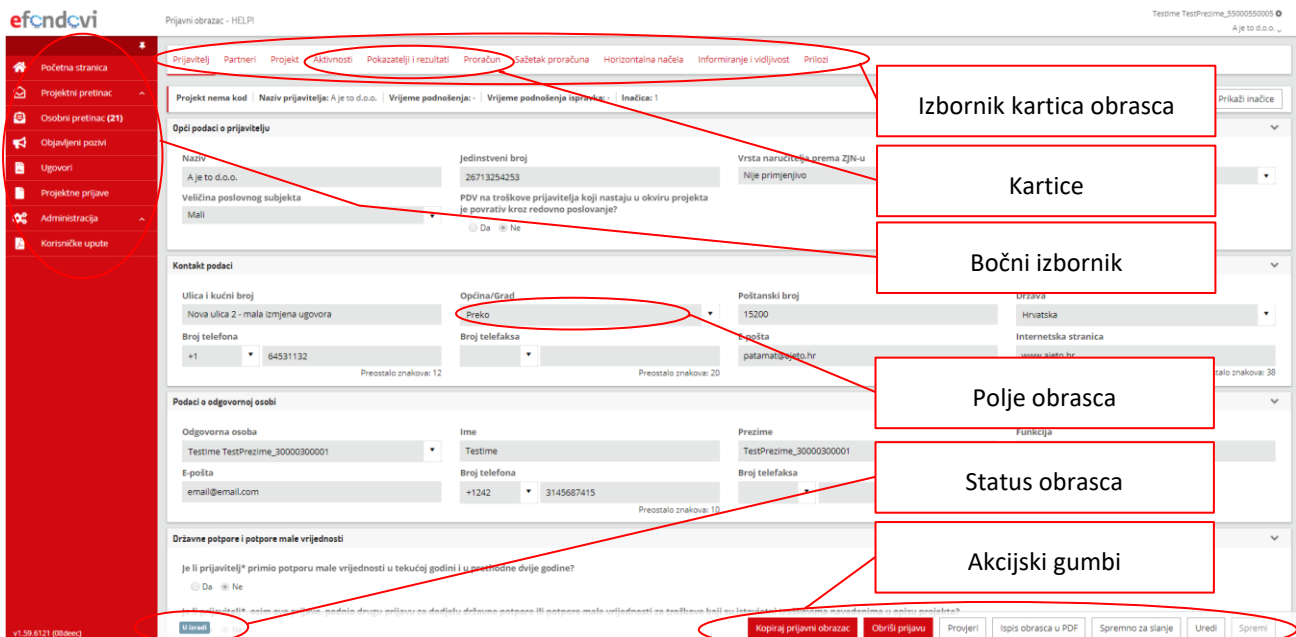 efondovi
Prijavni obrazac - HELP!
Testime TestPrezime_55000550005
A je to d.o.o.
Početna stranica
Projektni pretinac
Osobni pretinac (21)
Objavljeni pozivi
Ugovori
Projektne prijave
Administracija
Korisničke upute
Prijavitelj Partneri Projekt Aktivnosti Pokazatelji i rezultati Proračun Sažetak proračuna Horizontalna načela Informiranje i vidljivost Prilozi
Izbornik kartica obrasca
Projekt nema kod Naziv prijavitelja: A je to d.o.o. Vrijeme podnošenja: - Vrijeme podnošenja ispravka: - Inačica: 1
Prikaži inačice
Opći podaci o prijavitelju
Naziv Jedinstveni broj Vrsta naručitelja prema ZJN-u
A je to d.o.o. 26713254253 Nije primjenjivo
Kartice
Veličina poslovnog subjekta PDV na troškove prijavitelja koji nastaju u okviru projekta
je povrativ kroz redovno poslovanje?
Mali
Da Ne
Bočni izbornik
Kontakt podaci
Ulica i kućni broj Općina/Grad Poštanski broj Država
Nova ulica 2 - mala izmjena ugovora Preko 15200 Hrvatska
Broj telefona Broj telefaksa E-pošta Internetska stranica
+1 64531132 patamat@ajeto.hr www.ajeto.hr
Preostalo znakova: 12 Preostalo znakova: 20 znakova: 38
Polje obrasca
Podaci o odgovornoj osobi
Odgovorna osoba Ime Prezime Funkcija
Testime TestPrezime_30000300001 Testime TestPrezime_30000300001
E-pošta Broj telefona Broj telefaksa
email@email.com +1242 3145687415
Preostalo znakova: 10
Status obrasca
Državne potpore i potpore male vrijednosti
Je li prijavitelj* primio potporu male vrijednosti u tekućoj godini i u prethodne dvije godine?
Da Ne
Akcijski gumbi
U izradi
Kopiraj prijavni obrazac Obriši prijavu Provjeri Ispis obrasca u PDF Spremno za slanje Uredi Spremi
v1.59.6121 (08deec)